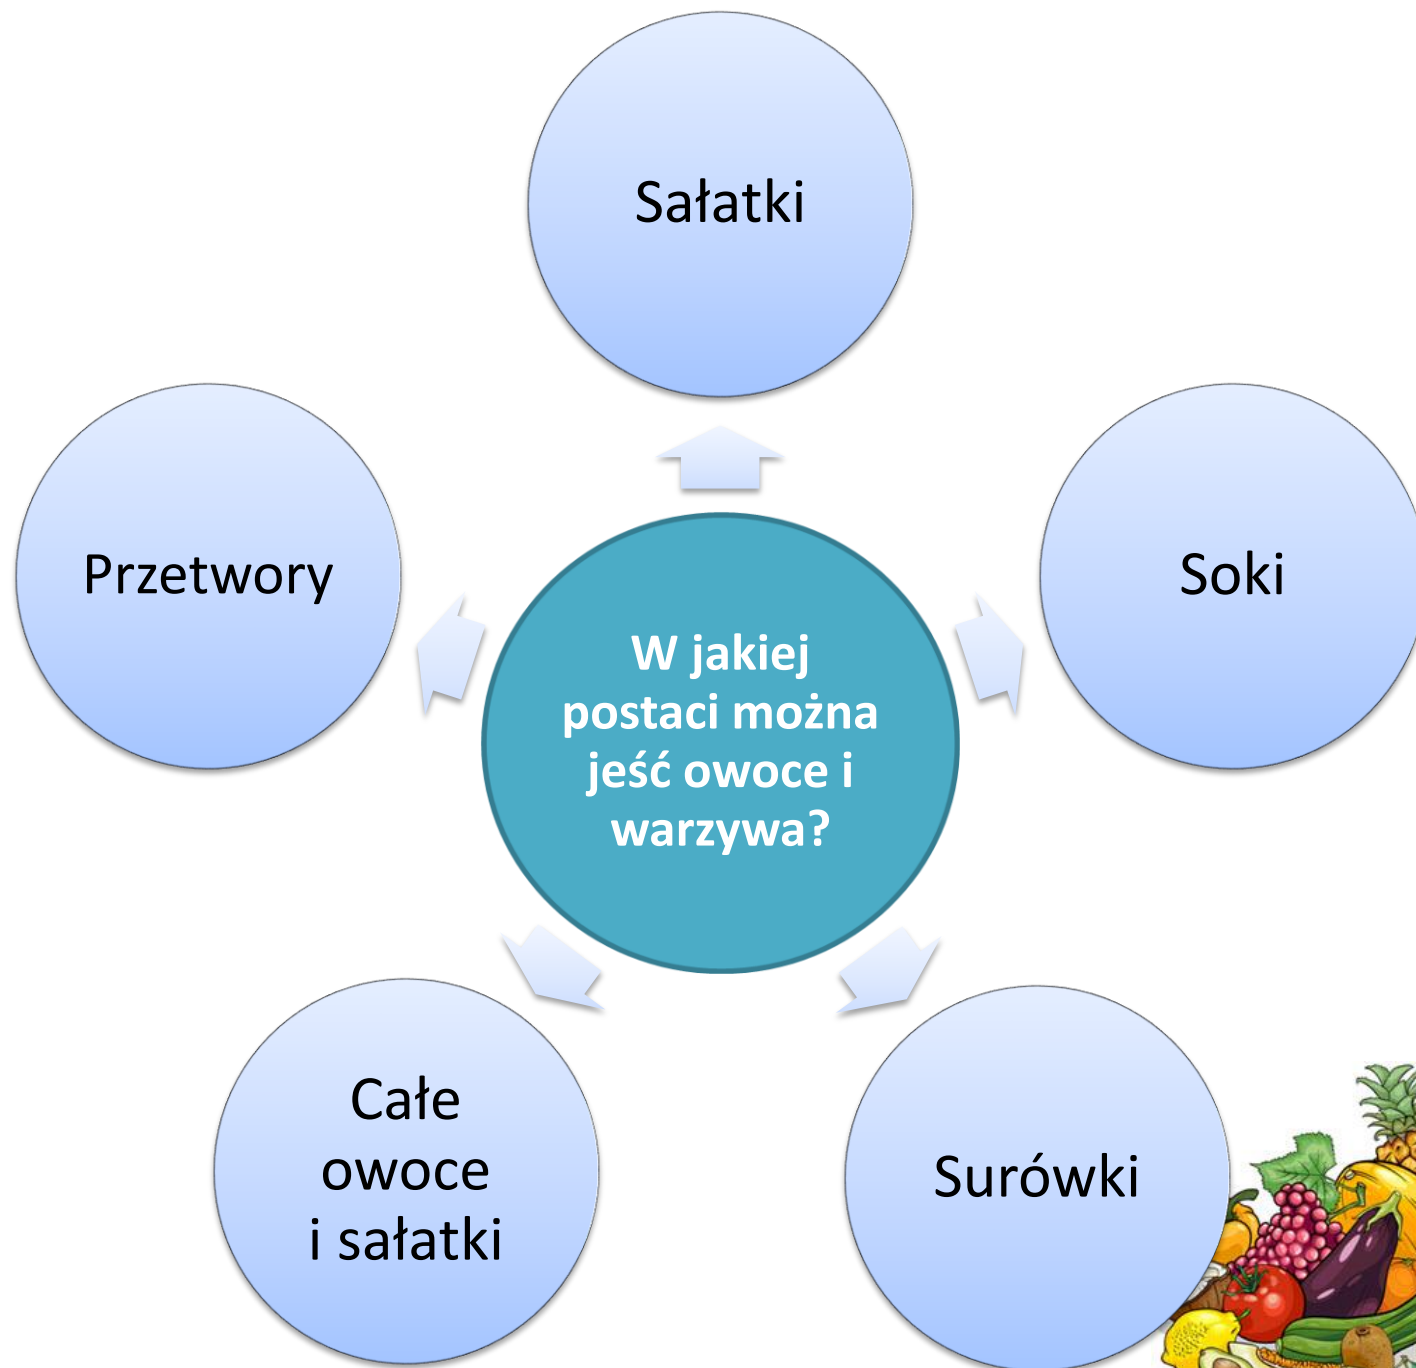 Sałatki
Przetwory
Soki
W jakiej
postaci można
jeść owoce i
warzywa?
Całe
owoce
i sałatki
Surówki